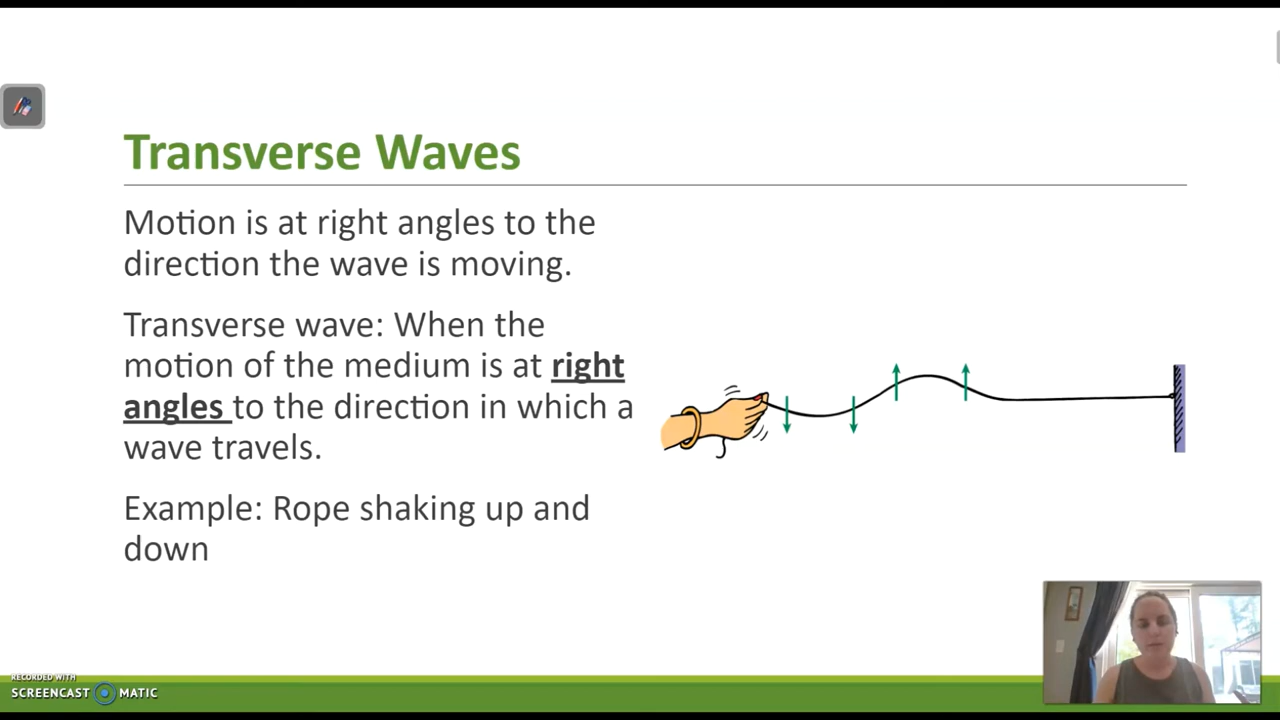 Transverse Waves
Motion is at right angles to the
direction the wave is moving.
Transverse wave: When the
motion of the medium is at right
angles to the direction in which a
wave travels.
Example: Rope shaking up and
down
RECORDED WITH
SCREENCAST MATIC